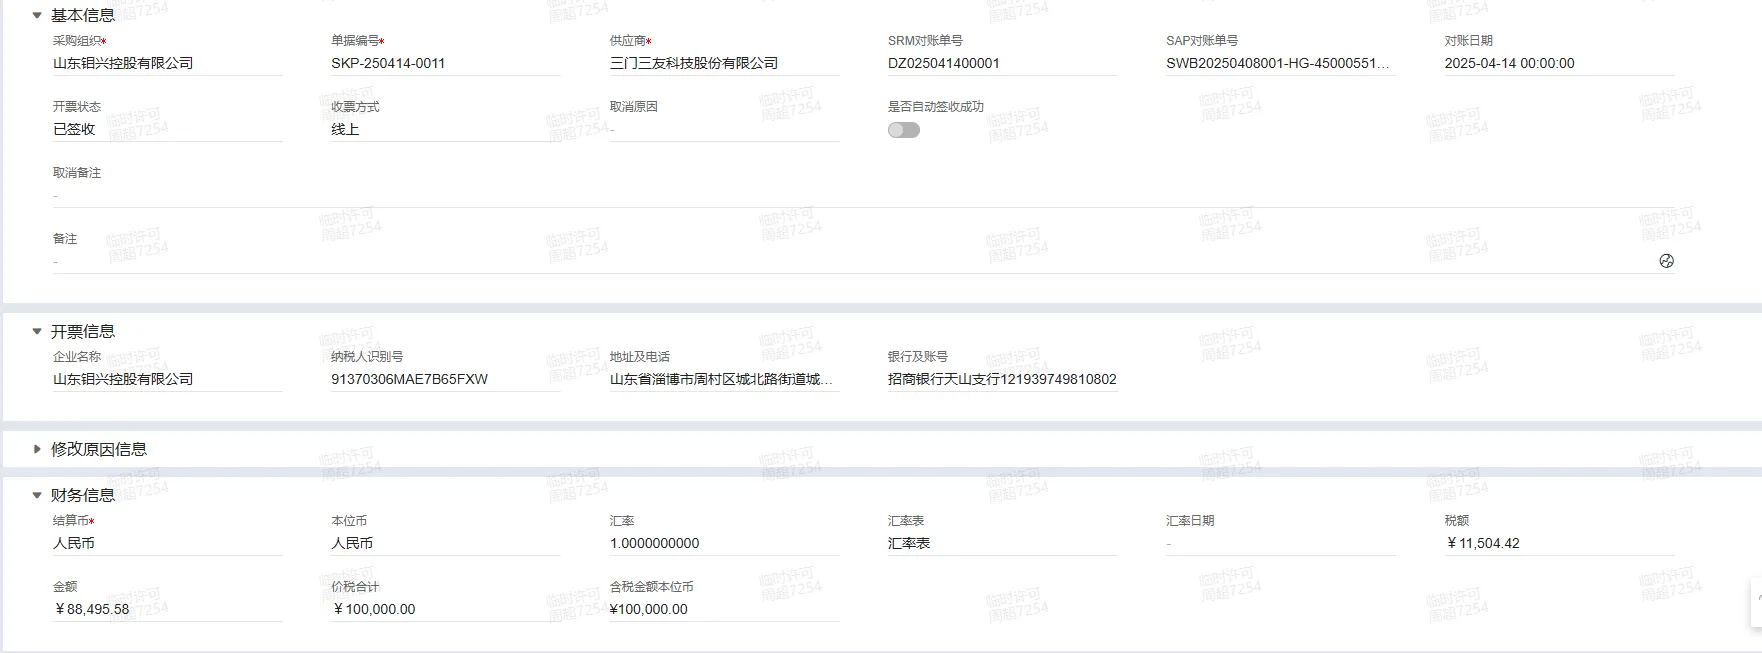 基本信息
采购组织* 单据编号* 供应商* SRM对账单号 SAP对账单号 对账日期
山东钼兴控股有限公司 SKP-250414-0011 三门三友科技股份有限公司 DZ025041400001 SWB20250408001-HG-45000551... 2025-04-14 00:00:00
开票状态 收票方式 取消原因 是否自动签收成功
已签收 线上 -
取消备注
-
备注
-
开票信息
企业名称 纳税人识别号 地址及电话 银行及账号
山东钼兴控股有限公司 91370306MAE7B65FXW 山东省淄博市周村区城北路街道城... 招商银行天山支行121939749810802
修改原因信息
财务信息
结算币* 本位币 汇率 汇率表 汇率日期 税额
人民币 人民币 1.0000000000 汇率表 - ￥11,504.42
金额 价税合计 含税金额本位币
￥88,495.58 ￥100,000.00 ¥100,000.00
临时许可
周超7254